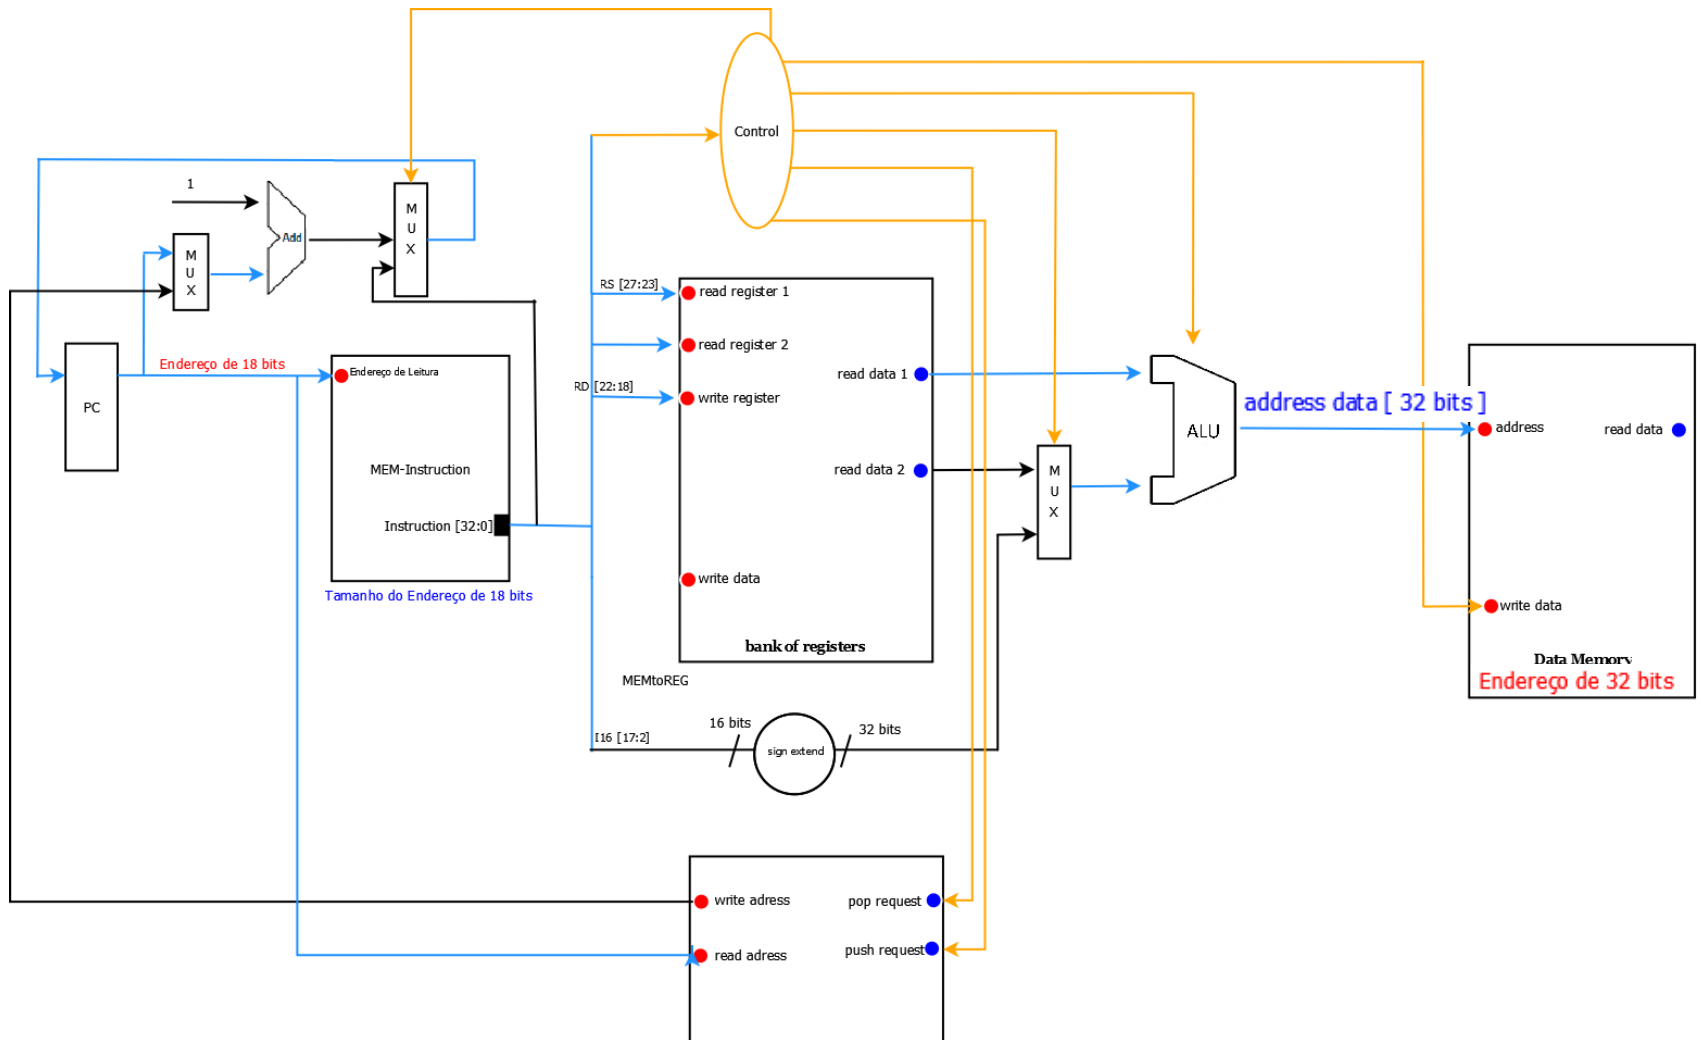 Control
1
M
U
X
Add
M
U
X
RS [27:23]
read register 1
read register 2
Endereço de 18 bits
Endereço de Leitura
read data 1
RD [22:18]
write register
address data [ 32 bits ]
PC
ALU
address
read data
MEM-Instruction
read data 2
M
U
X
Instruction [32:0]
write data
Tamanho do Endereço de 18 bits
write data
bank of registers
Data Memory
MEMtoREG
Endereço de 32 bits
16 bits
32 bits
I16 [17:2]
sign extend
write adress
pop request
push request
read adress